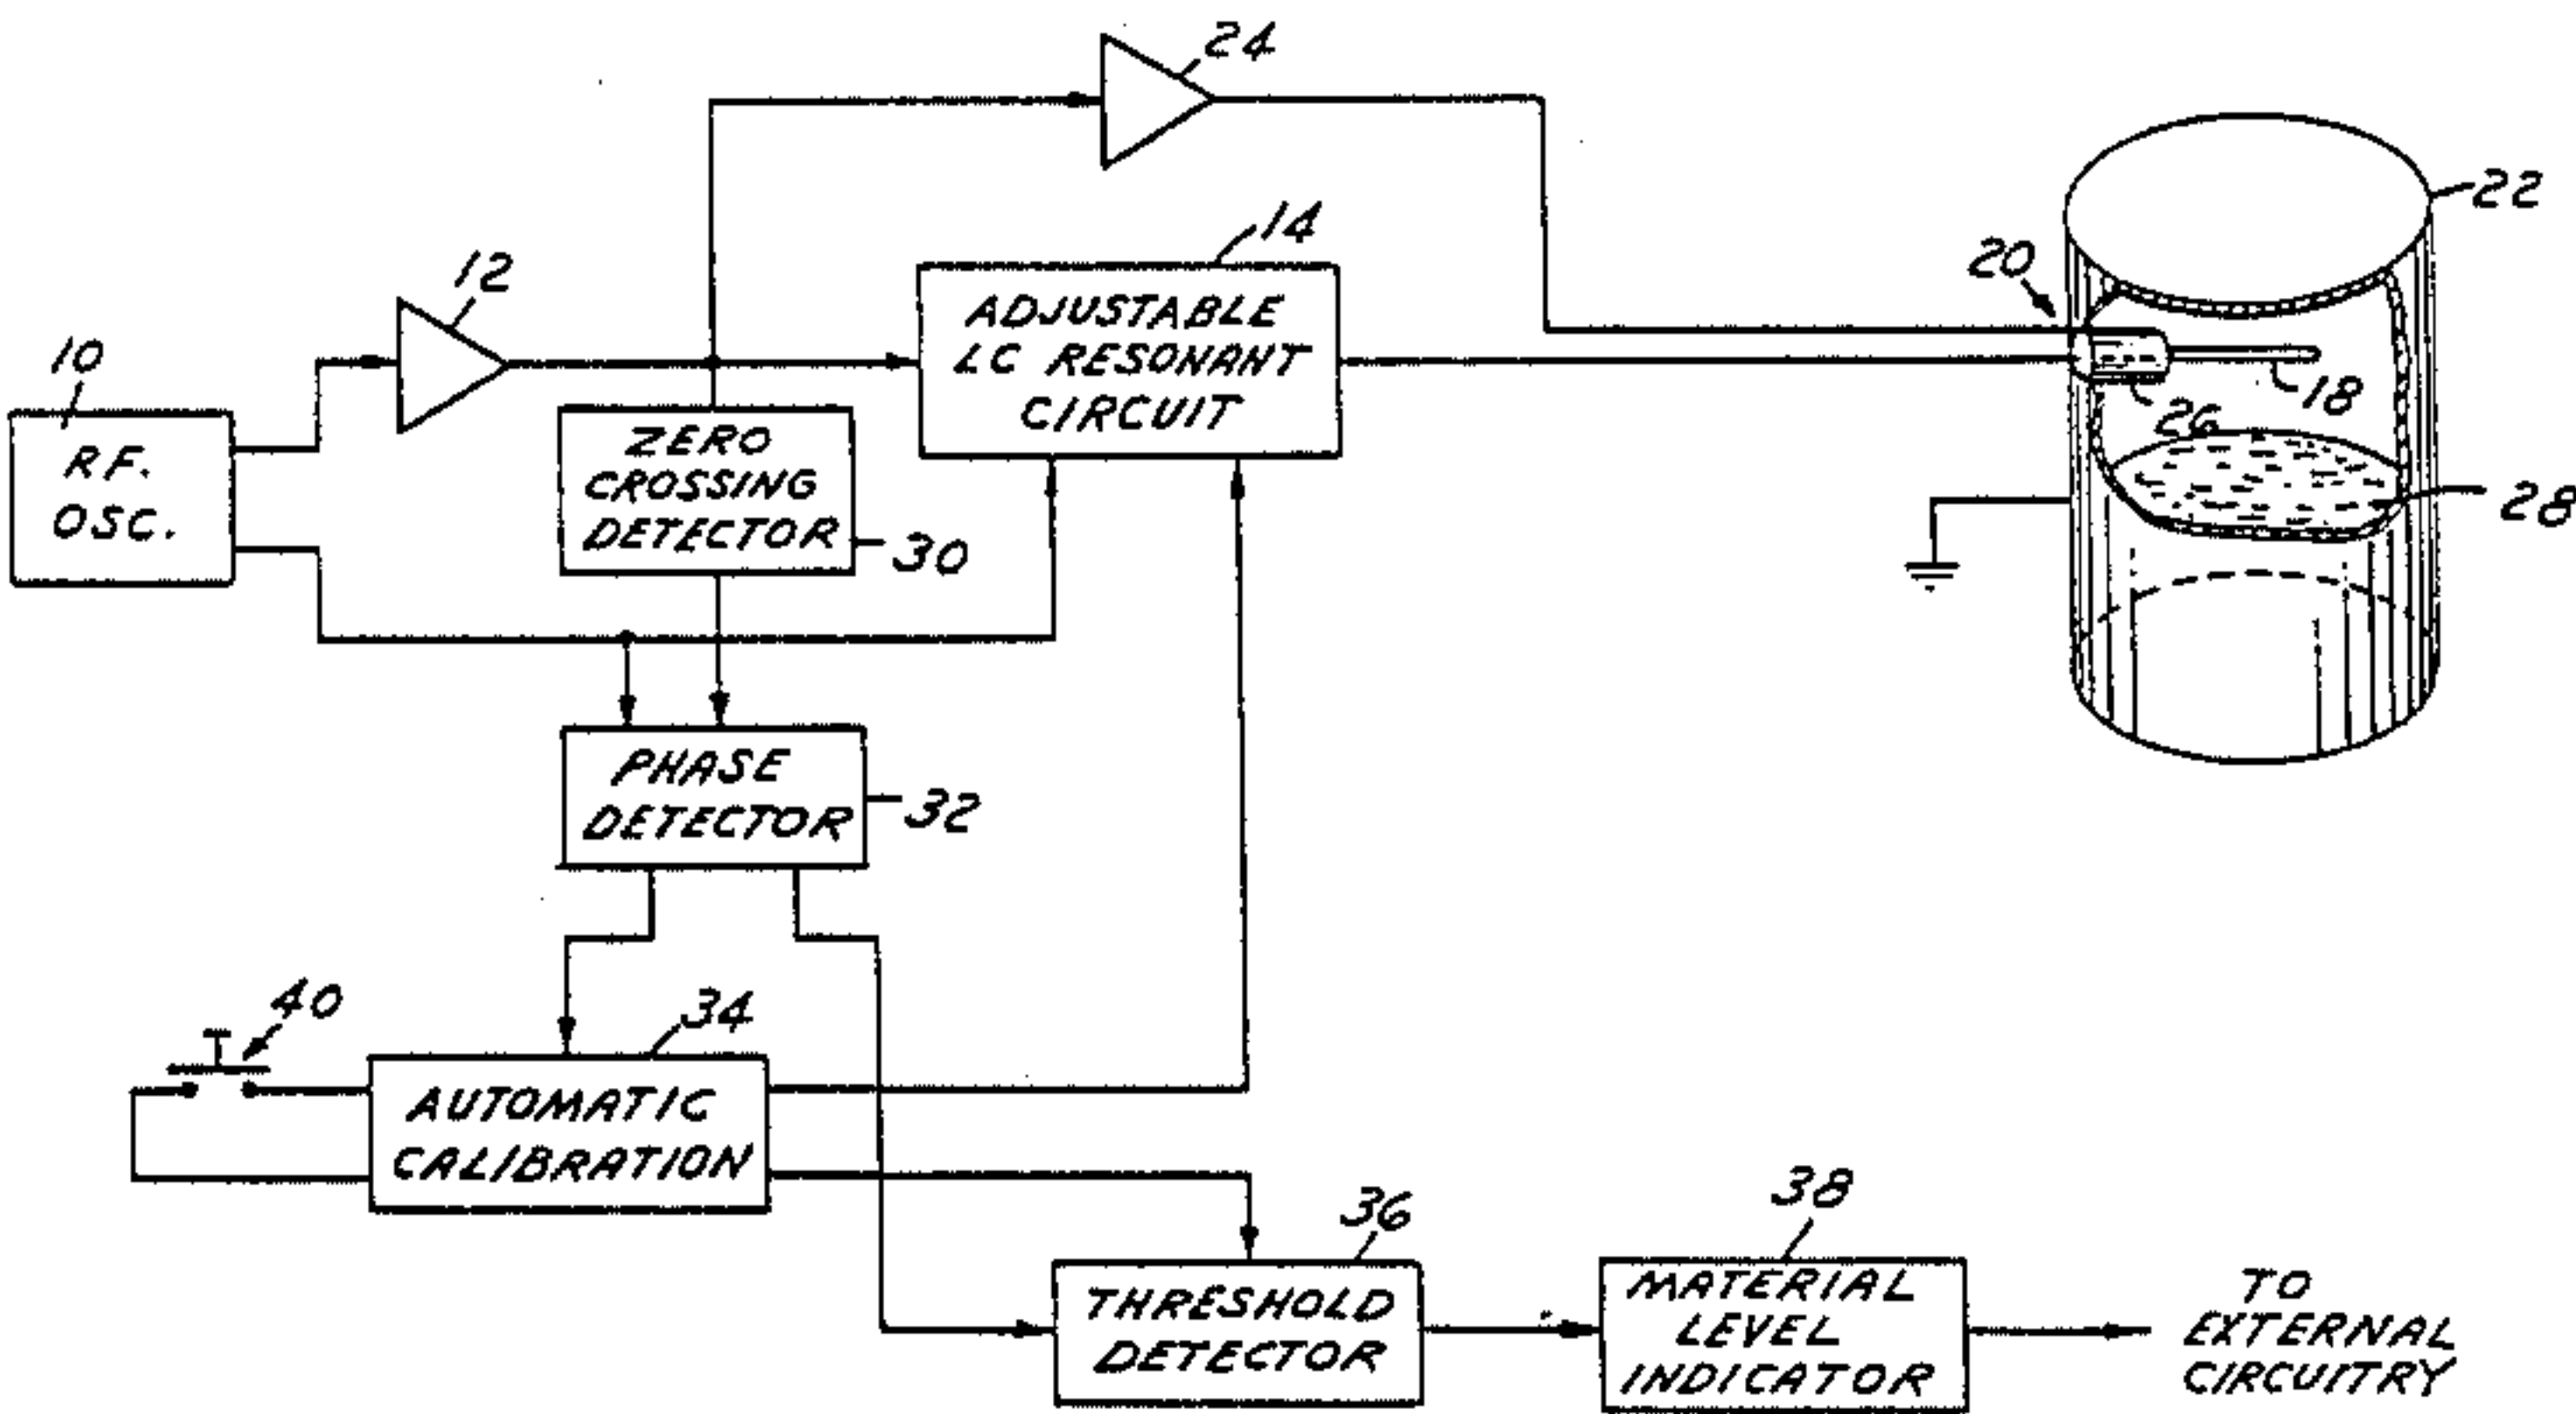 24
22
14
12
20
ADJUSTABLE
LC RESONANT
CIRCUIT
10
R.F.
OSC.
18
26
ZERO
CROSSING
DETECTOR
30
28
PHASE
DETECTOR
32
40
34
AUTOMATIC
CALIBRATION
36
38
THRESHOLD
DETECTOR
MATERIAL
LEVEL
INDICATOR
TO
EXTERNAL
CIRCUITRY